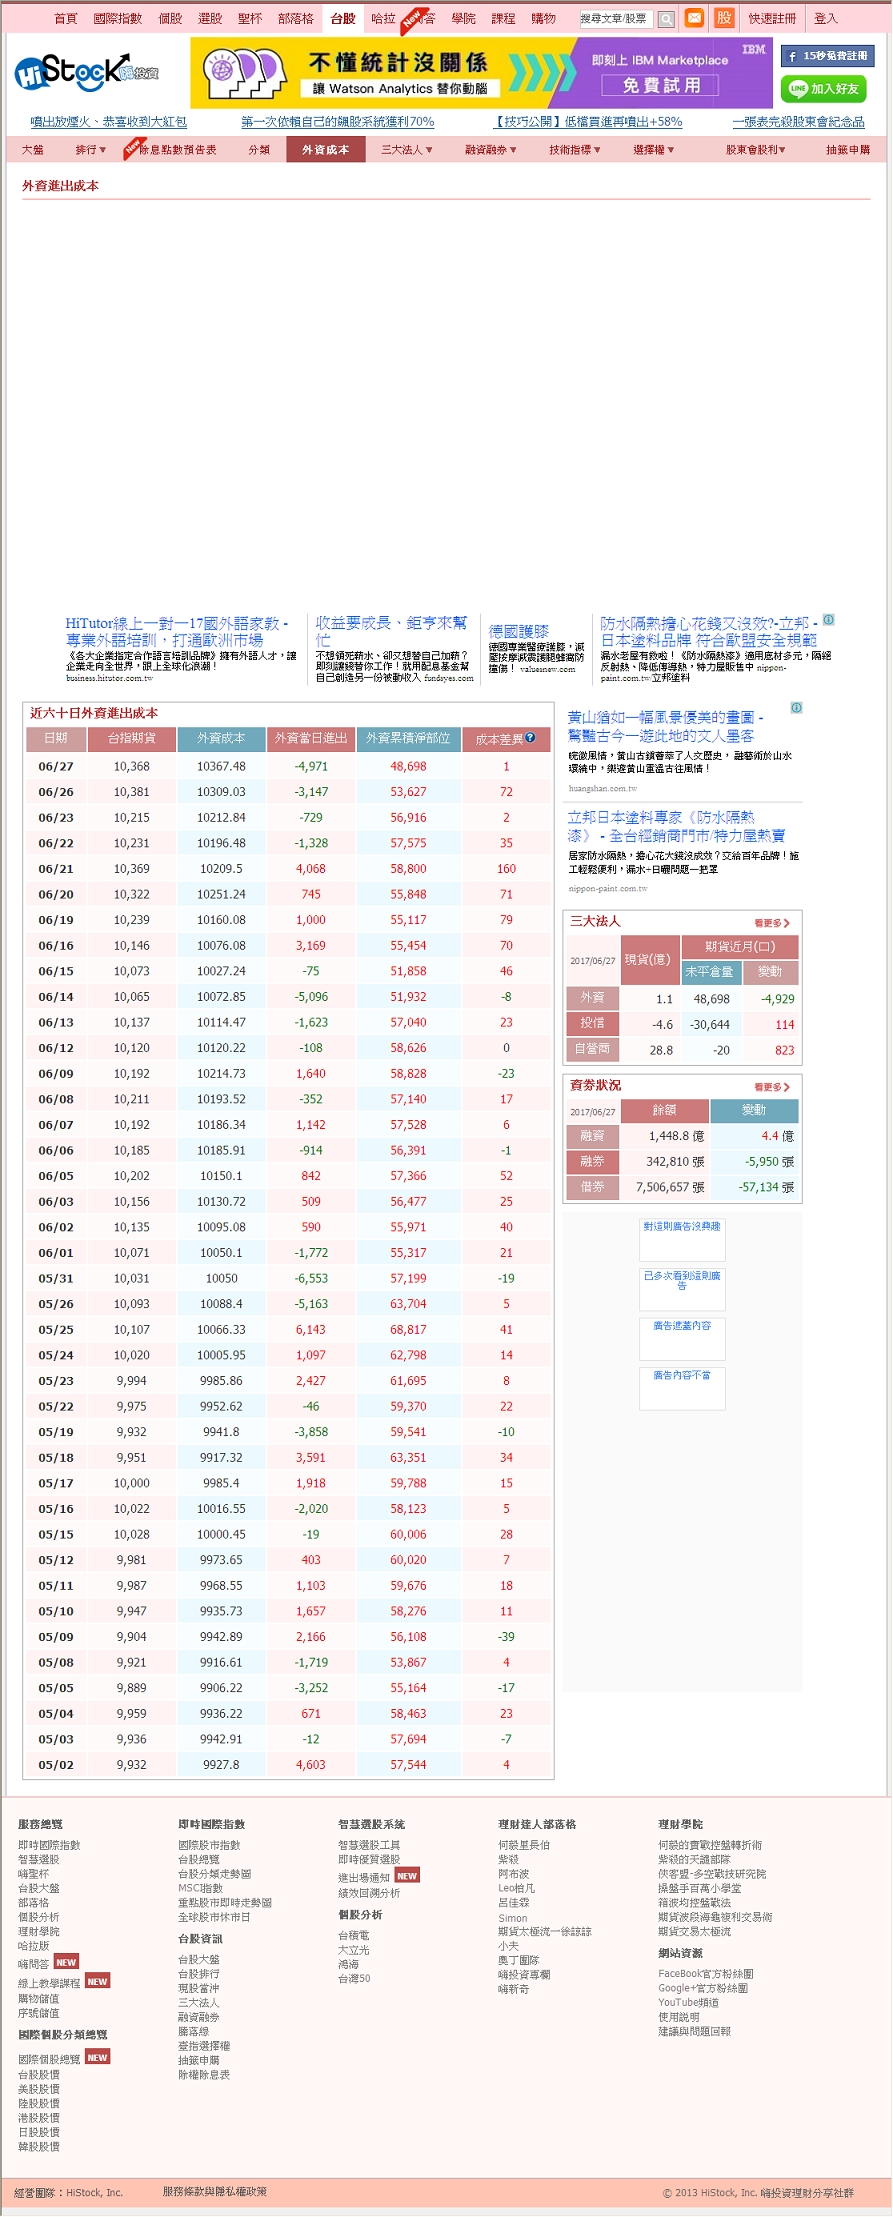 首頁 國際指數 個股 選股 聖杯 部落格 台股 哈拉 New 問答 學院 課程 購物 搜尋文章/股票 股 快速註冊 登入
HiStock嗨投資
不懂統計沒關係
讓 Watson Analytics 替你動腦
即刻上 IBM Marketplace
免費試用
IBM
f 15秒免費註冊
LINE 加入好友
噴出放煙火、恭喜收到大紅包 第一次依賴自己的飆股系統獲利70% 【技巧公開】低檔買進再噴出+58% 一張表完殺股東會紀念品
大盤 排行▼ New 除息點數預告表 分類 外資成本 三大法人▼ 融資融券▼ 技術指標▼ 選擇權▼ 股東會股利▼ 抽籤申購
外資進出成本
HiTutor線上一對一17國外語家教 -
專業外語培訓，打通歐洲市場
《各大企業指定合作語言培訓品牌》擁有外語人才，讓
企業走向全世界，跟上全球化浪潮！
business.hitutor.com.tw
收益要成長、鉅亨來幫
忙
不想領死薪水、卻又想替自己加薪？
即刻讓錢替你工作！就用配息基金幫
自己創造另一份被動收入 fundsyes.com
德國護膝
德國專業醫療護膝，減
壓按摩減震護腿蜂窩防
撞傷！ valuesnew.com
防水隔熱擔心花錢又沒效?-立邦 -
日本塗料品牌 符合歐盟安全規範
漏水老屋有救啦！《防水隔熱漆》適用底材多元，隔絕
反射熱、降低傳導熱，特力屋販售中 nippon-
paint.com.tw立邦塗料
近六十日外資進出成本
日期 台指期貨 外資成本 外資當日進出 外資累積淨部位 成本差異
06/27 10,368 10367.48 -4,971 48,698 1
06/26 10,381 10309.03 -3,147 53,627 72
06/23 10,215 10212.84 -729 56,916 2
06/22 10,231 10196.48 -1,328 57,575 35
06/21 10,369 10209.5 4,068 58,800 160
06/20 10,322 10251.24 745 55,848 71
06/19 10,239 10160.08 1,000 55,117 79
06/16 10,146 10076.08 3,169 55,454 70
06/15 10,073 10027.24 -75 51,858 46
06/14 10,065 10072.85 -5,096 51,932 -8
06/13 10,137 10114.47 -1,623 57,040 23
06/12 10,120 10120.22 -108 58,626 0
06/09 10,192 10214.73 1,640 58,828 -23
06/08 10,211 10193.52 -352 57,140 17
06/07 10,192 10186.34 1,142 57,528 6
06/06 10,185 10185.91 -914 56,391 -1
06/05 10,202 10150.1 842 57,366 52
06/03 10,156 10130.72 509 56,477 25
06/02 10,135 10095.08 590 55,971 40
06/01 10,071 10050.1 -1,772 55,317 21
05/31 10,031 10050 -6,553 57,199 -19
05/26 10,093 10088.4 -5,163 63,704 5
05/25 10,107 10066.33 6,143 68,817 41
05/24 10,020 10005.95 1,097 62,798 14
05/23 9,994 9985.86 2,427 61,695 8
05/22 9,975 9952.62 -46 59,370 22
05/19 9,932 9941.8 -3,858 59,541 -10
05/18 9,951 9917.32 3,591 63,351 34
05/17 10,000 9985.4 1,918 59,788 15
05/16 10,022 10016.55 -2,020 58,123 5
05/15 10,028 10000.45 -19 60,006 28
05/12 9,981 9973.65 403 60,020 7
05/11 9,987 9968.55 1,103 59,676 18
05/10 9,947 9935.73 1,657 58,276 11
05/09 9,904 9942.89 2,166 56,108 -39
05/08 9,921 9916.61 -1,719 53,867 4
05/05 9,889 9906.22 -3,252 55,164 -17
05/04 9,959 9936.22 671 58,463 23
05/03 9,936 9942.91 -12 57,694 -7
05/02 9,932 9927.8 4,603 57,544 4
黃山猶如一幅風景優美的畫圖 -
驚豔古今一遊此地的文人墨客
皖徽風情，黃山古鎮薈萃了人文歷史， 融藝術於山水
環繞中，樂遊黃山重溫古往風情！
huangshan.com.tw
立邦日本塗料專家《防水隔熱
漆》 - 全台經銷商門市/特力屋熱賣
居家防水隔熱，擔心花大錢沒成效？交給百年品牌！施
工輕鬆便利，漏水+日曬問題一把罩
nippon-paint.com.tw
三大法人 看更多
2017/06/27 現貨(億) 期貨近月(口)
未平倉量 變動
外資 1.1 48,698 -4,929
投信 -4.6 -30,644 114
自營商 28.8 -20 823
資券狀況 看更多
2017/06/27 餘額 變動
融資 1,448.8 億 4.4 億
融券 342,810 張 -5,950 張
借券 7,506,657 張 -57,134 張
對這則廣告沒興趣
已多次看到這則廣
告
廣告遮蓋內容
廣告內容不當
服務總覽
即時國際指數
智慧選股
嗨聖杯
台股大盤
部落格
個股分析
理財學院
哈拉版
嗨問答 NEW
線上教學課程 NEW
購物儲值
序號儲值
國際個股分類總覽
國際個股總覽 NEW
台股股價
美股股價
陸股股價
港股股價
日股股價
韓股股價
即時國際指數
國際股市指數
台股總覽
台股分類走勢圖
MSCI指數
重點股市即時走勢圖
全球股市休市日
台股資訊
台股大盤
台股排行
現股當沖
三大法人
融資融券
騰落線
臺指選擇權
抽籤申購
除權除息表
智慧選股系統
智慧選股工具
即時優質選股
進出場通知 NEW
績效回溯分析
個股分析
台積電
大立光
鴻海
台灣50
理財達人部落格
何毅里長伯
紫殺
阿布波
Leo柏凡
呂佳霖
Simon
期貨太極流一徐諒諒
小夫
奧丁團隊
嗨投資專欄
嗨新奇
理財學院
何毅的實戰控盤轉折術
紫殺的天讖部隊
俠客盟-多空戰技研究院
操盤手百萬小學堂
箱波均控盤戰法
期貨波段海龜複利交易術
期貨交易太極流
網站資源
FaceBook官方粉絲團
Google+官方粉絲團
YouTube頻道
使用說明
建議與問題回報
經營團隊：HiStock, Inc. 服務條款與隱私權政策 © 2013 HiStock, Inc. 嗨投資理財分享社群